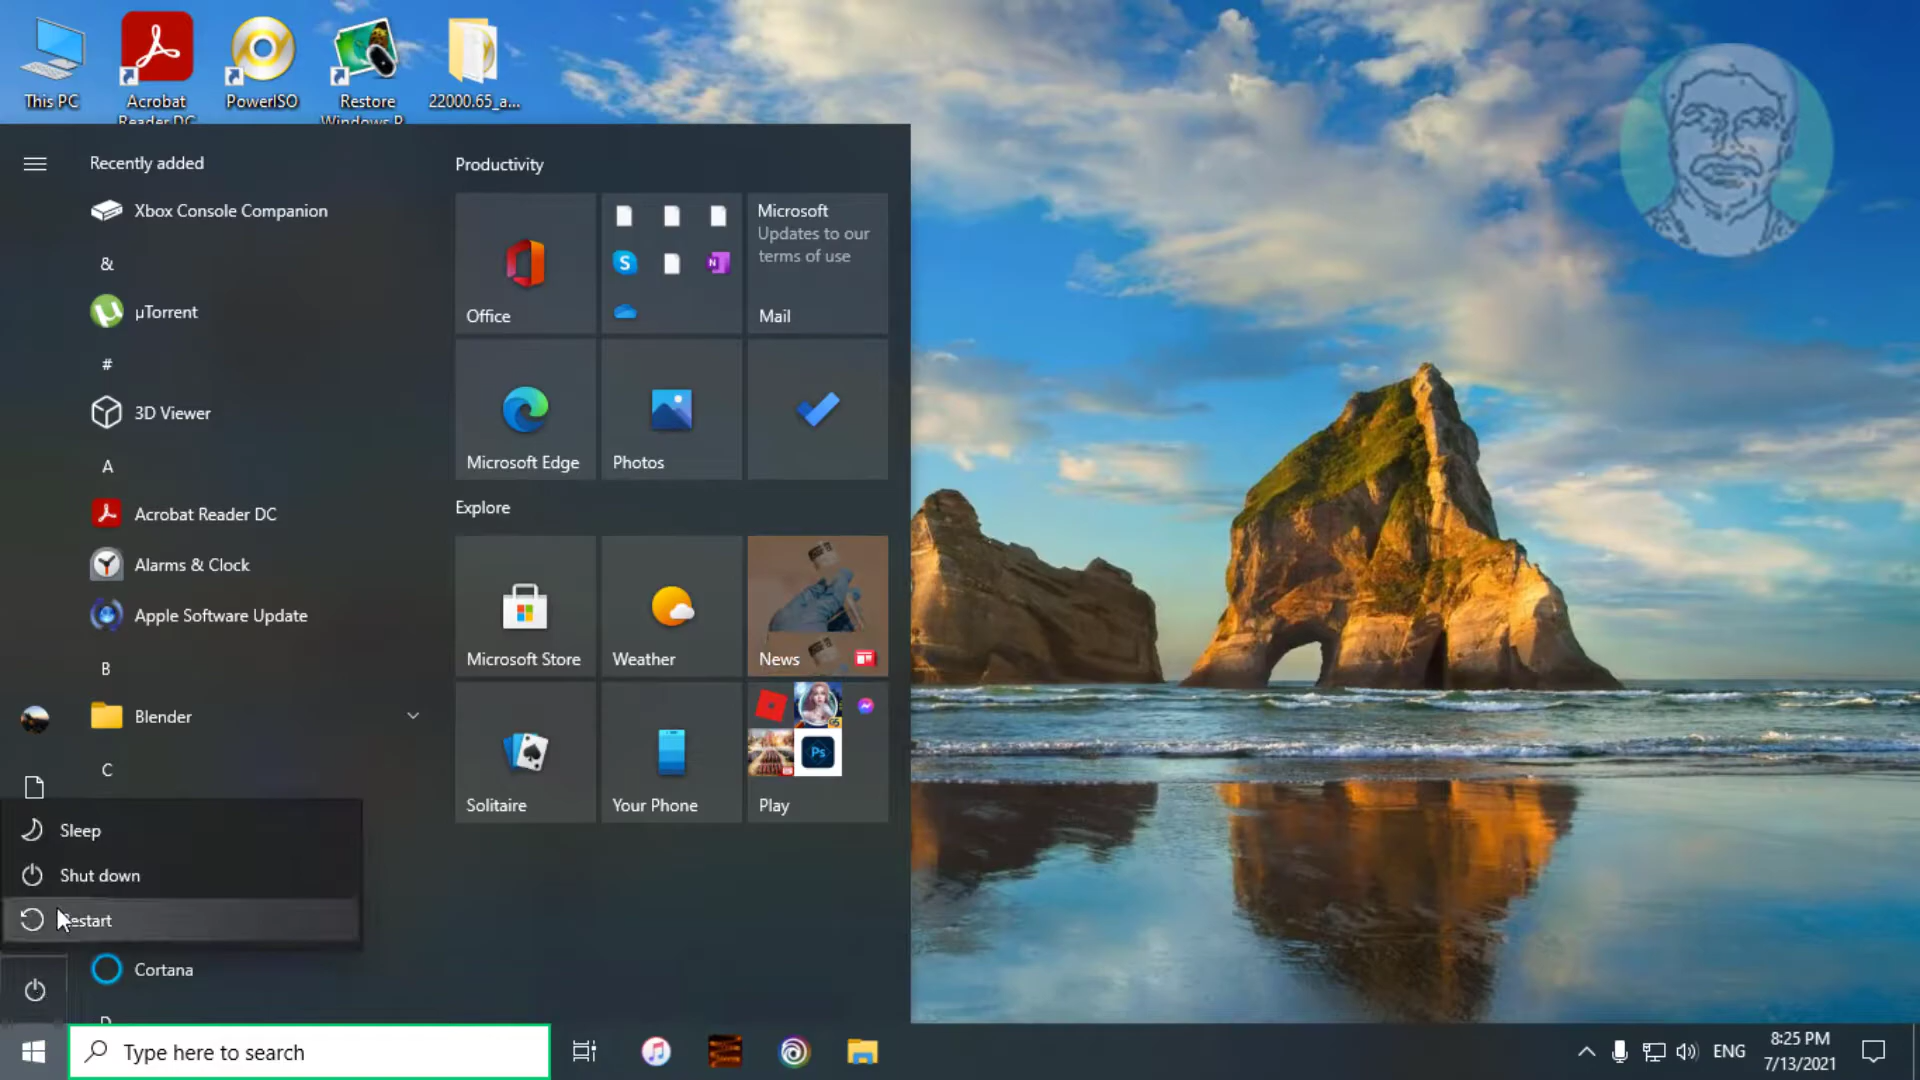 This PC
Acrobat
Reader DC
PowerISO
Restore
Windows P
22000.65_a...
Recently added
Xbox Console Companion
&
µTorrent
#
3D Viewer
A
Acrobat Reader DC
Alarms & Clock
Apple Software Update
B
Blender
C
Sleep
Shut down
estart
Cortana
D
Productivity
Office
Microsoft
Updates to our
terms of use
Mail
Microsoft Edge
Photos
Explore
Microsoft Store
Weather
News
Solitaire
Your Phone
Ps
Play
Type here to search
ENG
8:25 PM
7/13/2021